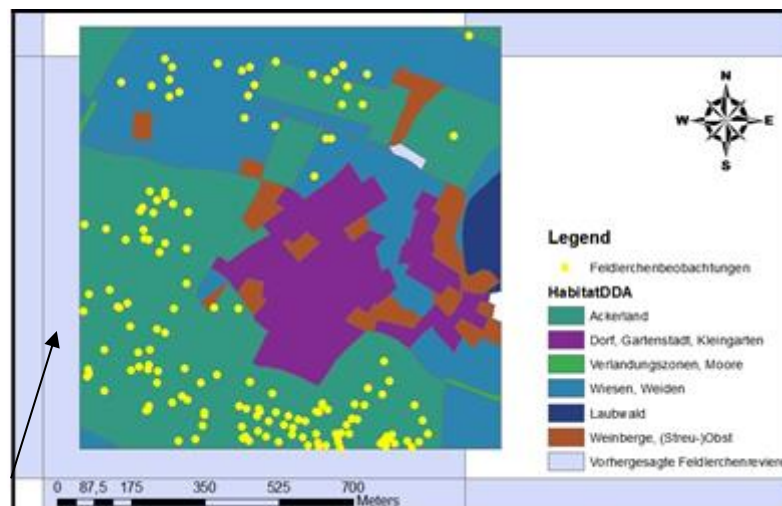 N
W E
S
Legend
Feldlerchenbeobachtungen
HabitatDDA
Ackerland
Dorf, Gartenstadt, Kleingarten
Verlandungszonen, Moore
Wiesen, Weiden
Laubwald
Weinberge, (Streu-)Obst
Vorhergesagte Feldlerchenreviere
0 87,5 175 350 525 700
Meters